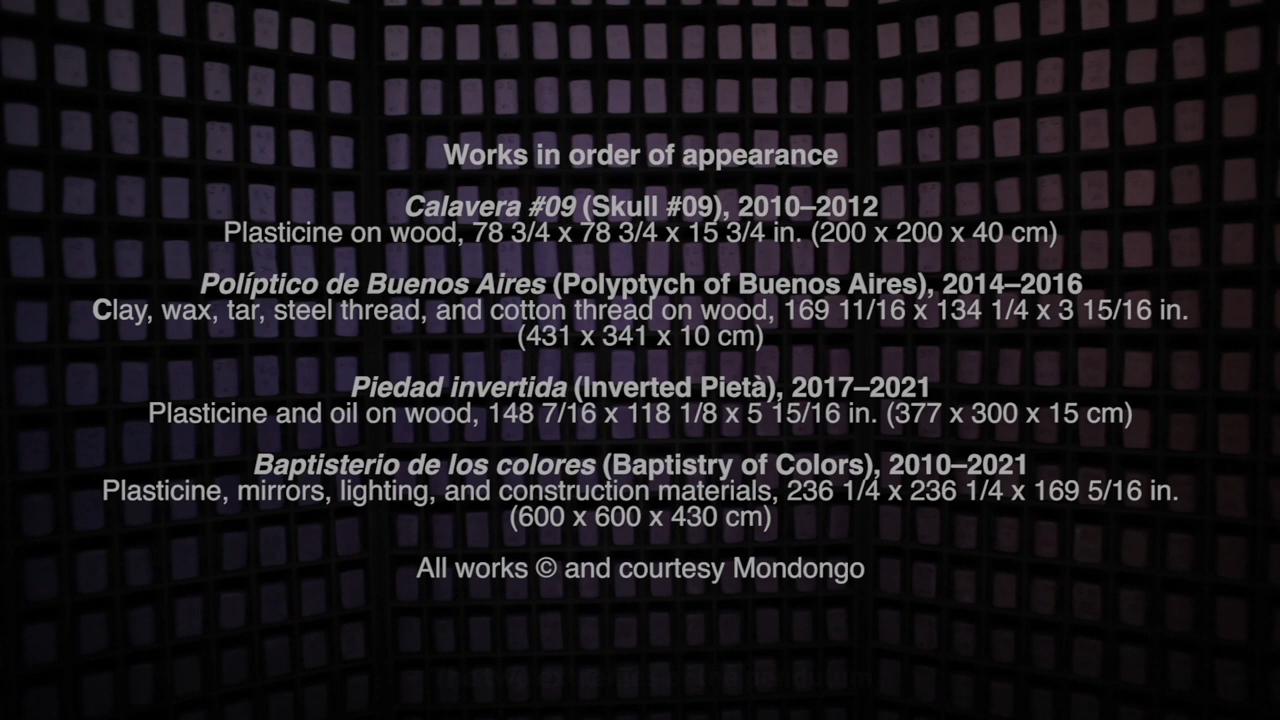 Works in order of appearance
Calavera #09 (Skull #09), 2010–2012
Plasticine on wood, 78 3/4 x 78 3/4 x 15 3/4 in. (200 x 200 x 40 cm)
Políptico de Buenos Aires (Polyptych of Buenos Aires), 2014–2016
Clay, wax, tar, steel thread, and cotton thread on wood, 169 11/16 x 134 1/4 x 3 15/16 in.
(431 x 341 x 10 cm)
Piedad invertida (Inverted Pietà), 2017–2021
Plasticine and oil on wood, 148 7/16 x 118 1/8 x 5 15/16 in. (377 x 300 x 15 cm)
Baptisterio de los colores (Baptistry of Colors), 2010–2021
Plasticine, mirrors, lighting, and construction materials, 236 1/4 x 236 1/4 x 169 5/16 in.
(600 x 600 x 430 cm)
All works © and courtesy Mondongo